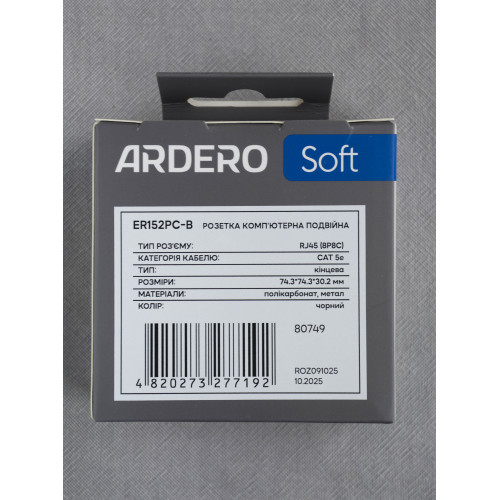 ARDERO Soft
ER152PC-B РОЗЕТКА КОМП'ЮТЕРНА ПОДВІЙНА
ТИП РОЗ'ЄМУ: RJ45 (8P8C)
КАТЕГОРІЯ КАБЕЛЮ: CAT 5e
ТИП: кінцева
РОЗМІРИ: 74.3*74.3*30.2 мм
МАТЕРІАЛИ: полікарбонат, метал
КОЛІР: чорний
80749
4 820273 277192
ROZ091025
10.2025